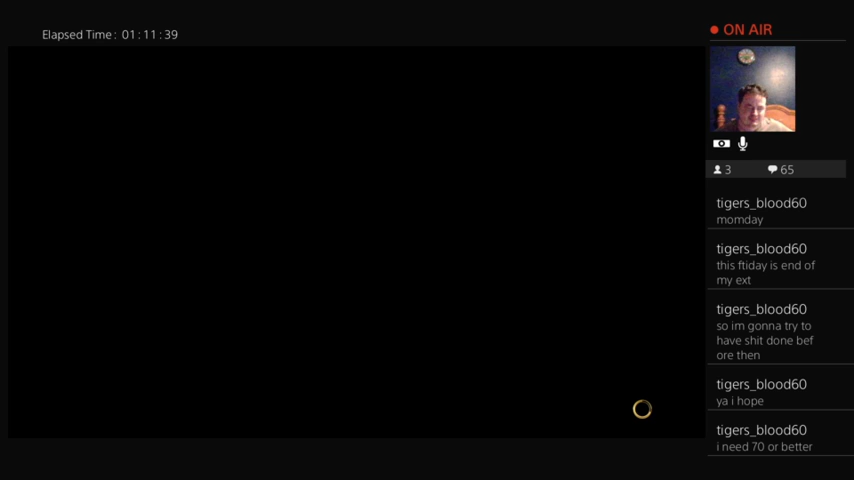 Elapsed Time: 01:11:39
ON AIR
3 65
tigers_blood60
momday
tigers_blood60
this ftiday is end of
my ext
tigers_blood60
so im gonna try to
have shit done bef
ore then
tigers_blood60
ya i hope
tigers_blood60
i need 70 or better